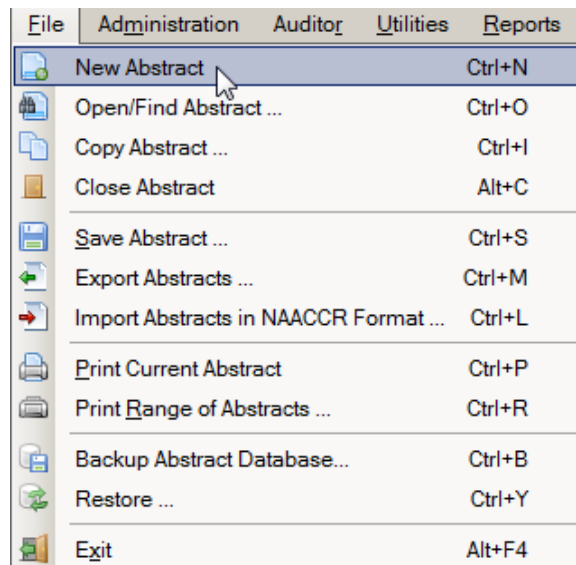 File Administration Auditor Utilities Reports
New Abstract Ctrl+N
Open/Find Abstract ... Ctrl+O
Copy Abstract ... Ctrl+I
Close Abstract Alt+C
Save Abstract ... Ctrl+S
Export Abstracts ... Ctrl+M
Import Abstracts in NAACCR Format ... Ctrl+L
Print Current Abstract Ctrl+P
Print Range of Abstracts ... Ctrl+R
Backup Abstract Database... Ctrl+B
Restore ... Ctrl+Y
Exit Alt+F4